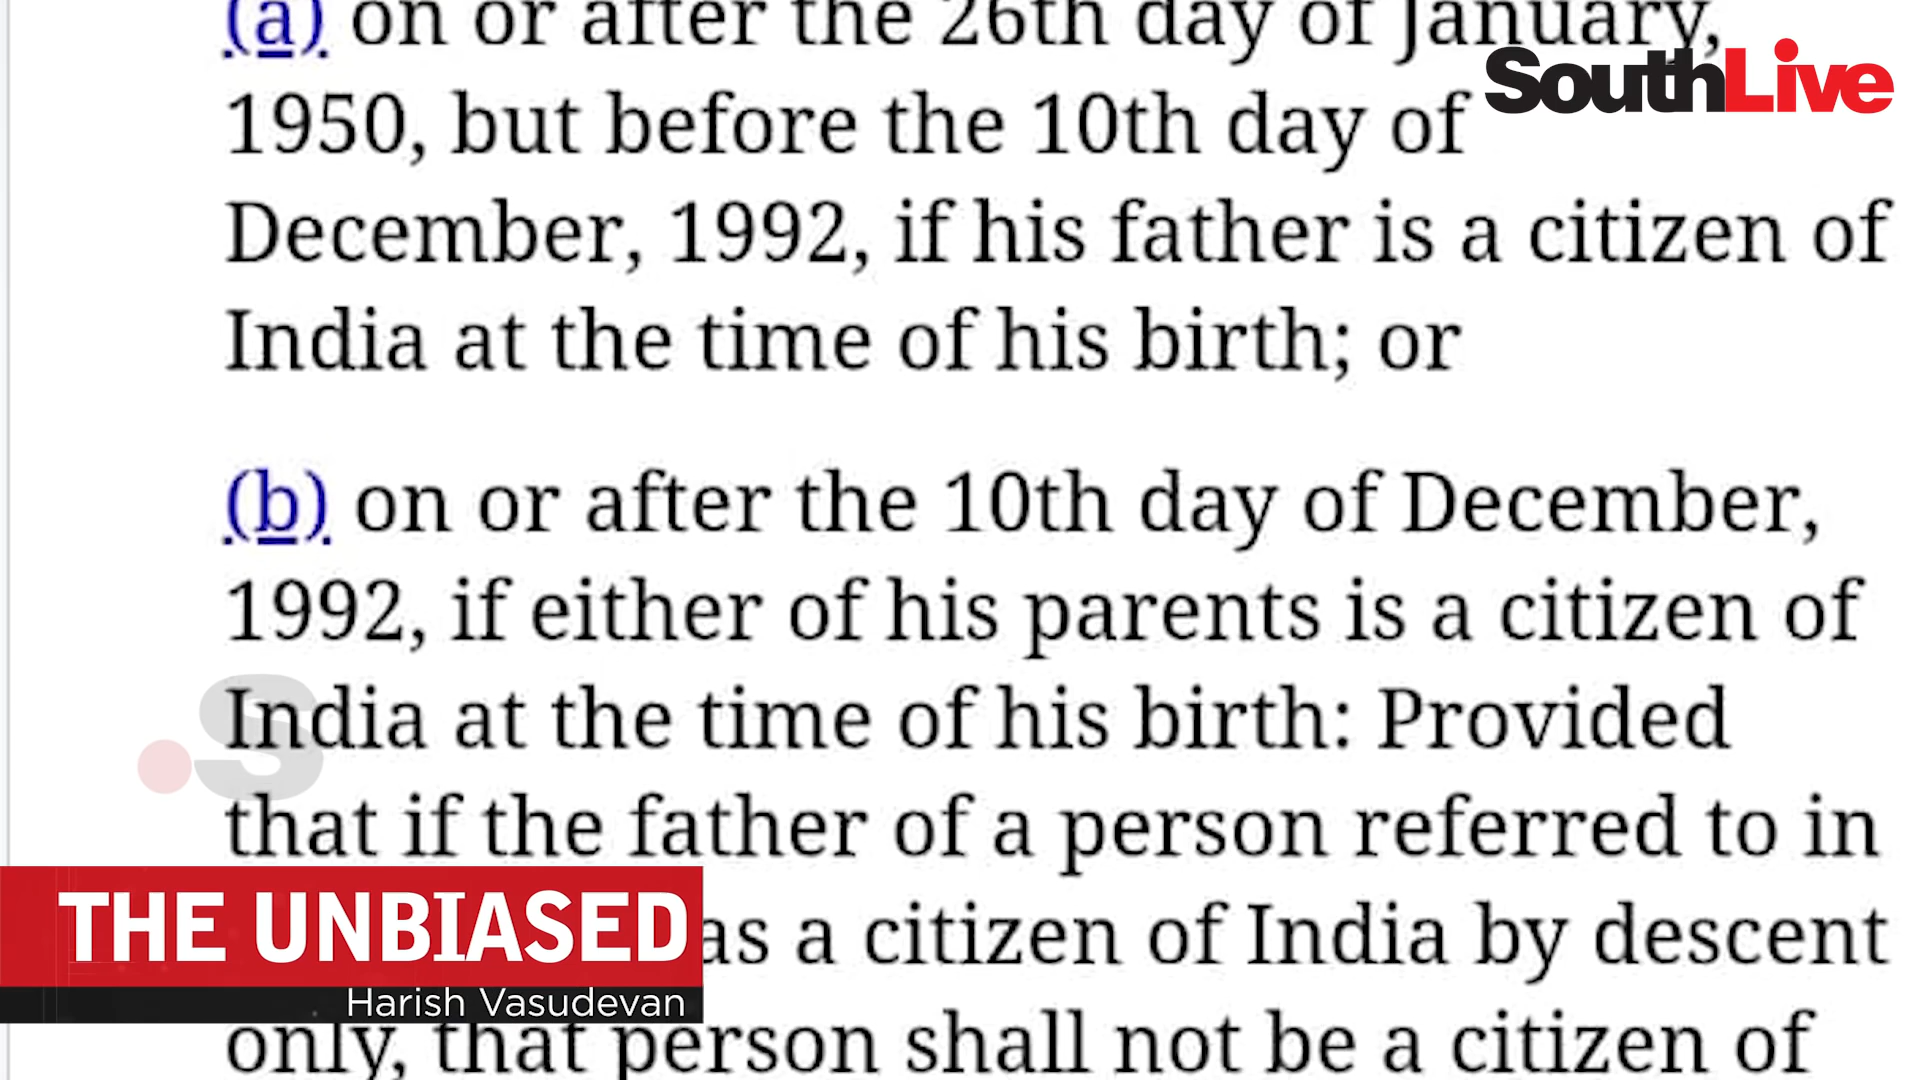 (a) on or after the 26th day of January,
SouthLive
1950, but before the 10th day of
December, 1992, if his father is a citizen of
India at the time of his birth; or
(b) on or after the 10th day of December,
1992, if either of his parents is a citizen of
India at the time of his birth: Provided
S
that if the father of a person referred to in
THE UNBIASED
as a citizen of India by descent
Harish Vasudevan
only, that person shall not be a citizen of